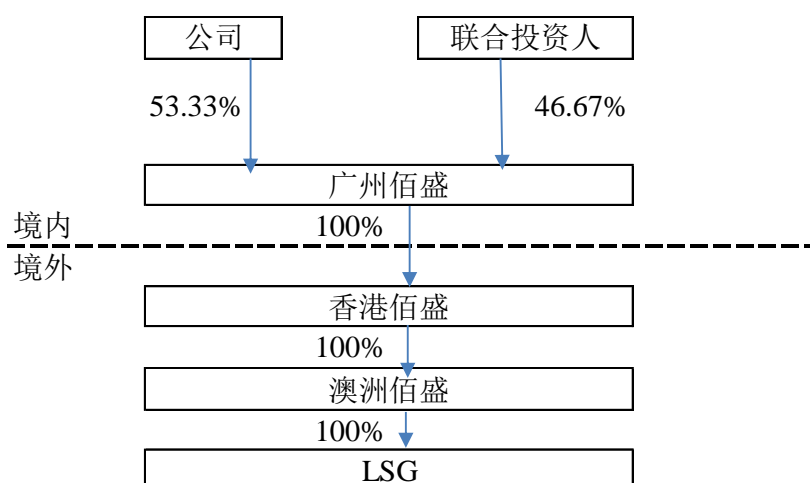 公司 联合投资人
53.33% 46.67%
广州佰盛
境内 100%
境外
香港佰盛
100%
澳洲佰盛
100%
LSG